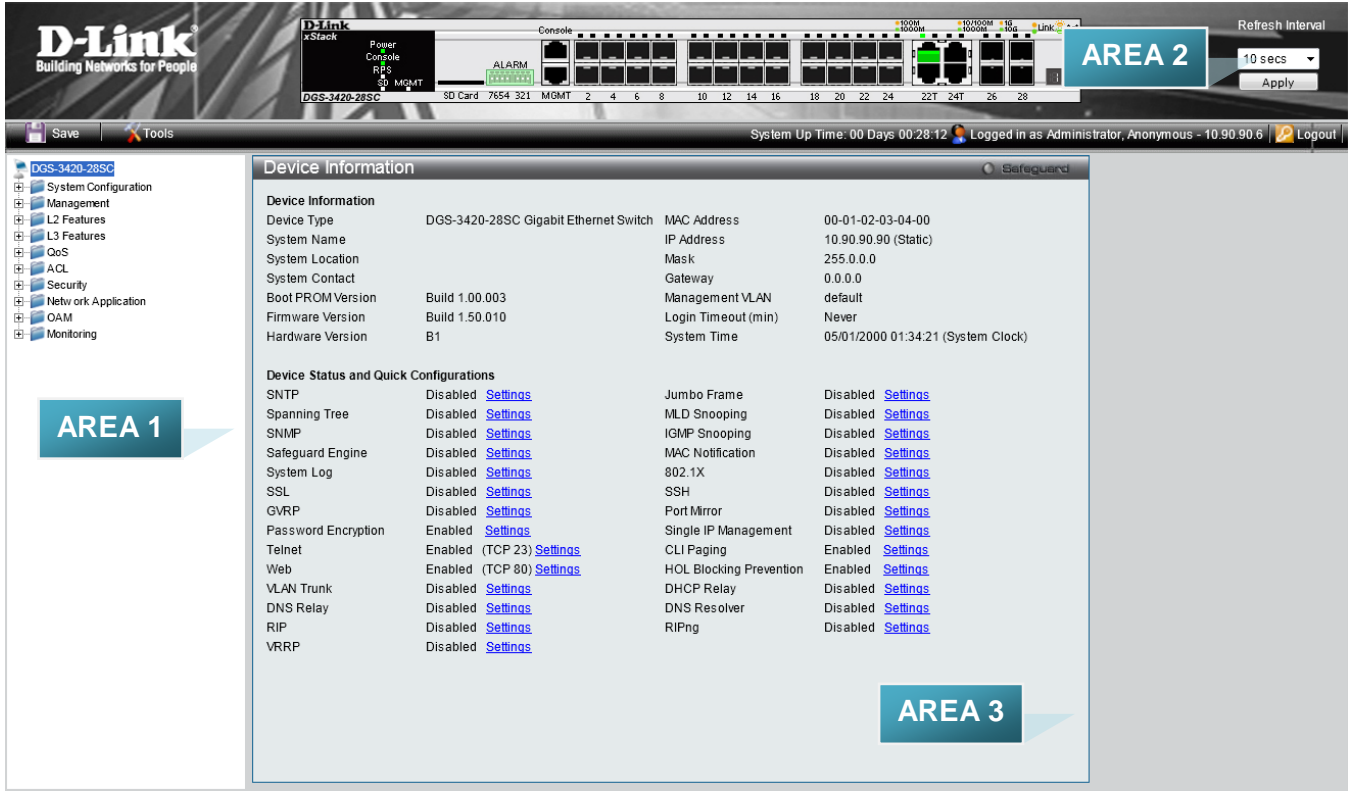 D-Link
Building Networks for People
D-Link
xStack
Power
Console
RPS
SD MGMT
DGS-3420-28SC
ALARM
Console
SD Card 7654 321 MGMT 2 4 6 8 10 12 14 16 18 20 22 24 22T 24T 26 28
100M 10/100M 1G
1000M 1000M 10G
Link
AREA 2
Refresh Interval
10 secs
Apply
Save Tools
System Up Time: 00 Days 00:28:12 Logged in as Administrator, Anonymous - 10.90.90.6 Logout
DGS-3420-28SC
System Configuration
Management
L2 Features
L3 Features
QoS
ACL
Security
Network Application
OAM
Monitoring
AREA 1
Device Information
Safeguard
Device Information
Device Type DGS-3420-28SC Gigabit Ethernet Switch MAC Address 00-01-02-03-04-00
System Name IP Address 10.90.90.90 (Static)
System Location Mask 255.0.0.0
System Contact Gateway 0.0.0.0
Boot PROM Version Build 1.00.003 Management VLAN default
Firmware Version Build 1.50.010 Login Timeout (min) Never
Hardware Version B1 System Time 05/01/2000 01:34:21 (System Clock)
Device Status and Quick Configurations
SNTP Disabled Settings Jumbo Frame Disabled Settings
Spanning Tree Disabled Settings MLD Snooping Disabled Settings
SNMP Disabled Settings IGMP Snooping Disabled Settings
Safeguard Engine Disabled Settings MAC Notification Disabled Settings
System Log Disabled Settings 802.1X Disabled Settings
SSL Disabled Settings SSH Disabled Settings
GVRP Disabled Settings Port Mirror Disabled Settings
Password Encryption Enabled Settings Single IP Management Disabled Settings
Telnet Enabled (TCP 23) Settings CLI Paging Enabled Settings
Web Enabled (TCP 80) Settings HOL Blocking Prevention Enabled Settings
VLAN Trunk Disabled Settings DHCP Relay Disabled Settings
DNS Relay Disabled Settings DNS Resolver Disabled Settings
RIP Disabled Settings RIPng Disabled Settings
VRRP Disabled Settings
AREA 3